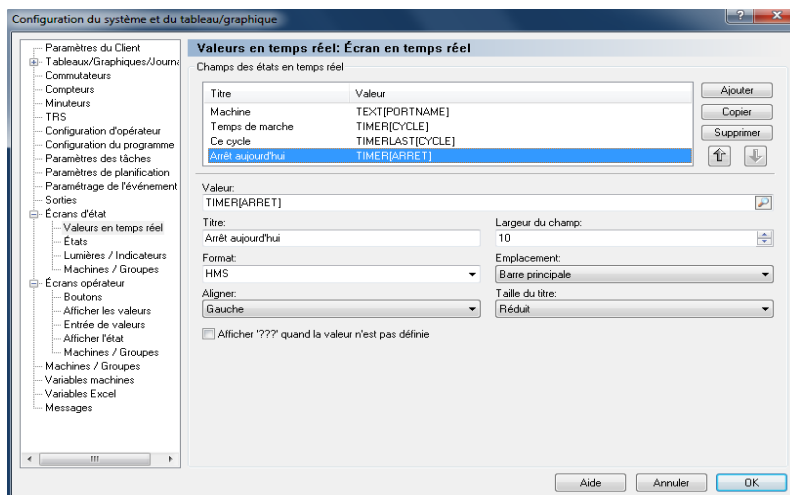 Configuration du système et du tableau/graphique
Paramètres du Client
Tableaux/Graphiques/Journa
Commutateurs
Compteurs
Minuteurs
TRS
Configuration d'opérateur
Configuration du programme
Paramètres des tâches
Paramètres de planification
Paramétrage de l'événement
Sorties
Écrans d'état
Valeurs en temps réel
États
Lumières / Indicateurs
Machines / Groupes
Écrans opérateur
Boutons
Afficher les valeurs
Entrée de valeurs
Afficher l'état
Machines / Groupes
Machines / Groupes
Variables machines
Variables Excel
Messages
Valeurs en temps réel: Écran en temps réel
Champs des états en temps réel
Titre Valeur
Machine TEXT[PORTNAME]
Temps de marche TIMER[CYCLE]
Ce cycle TIMERLAST[CYCLE]
Arrêt aujourd'hui TIMER[ARRET]
Ajouter
Copier
Supprimer
Valeur:
TIMER[ARRET]
Titre: Largeur du champ:
Arrêt aujourd'hui 10
Format: Emplacement:
HMS Barre principale
Aligner: Taille du titre:
Gauche Réduit
Afficher '???' quand la valeur n'est pas définie
Aide Annuler OK